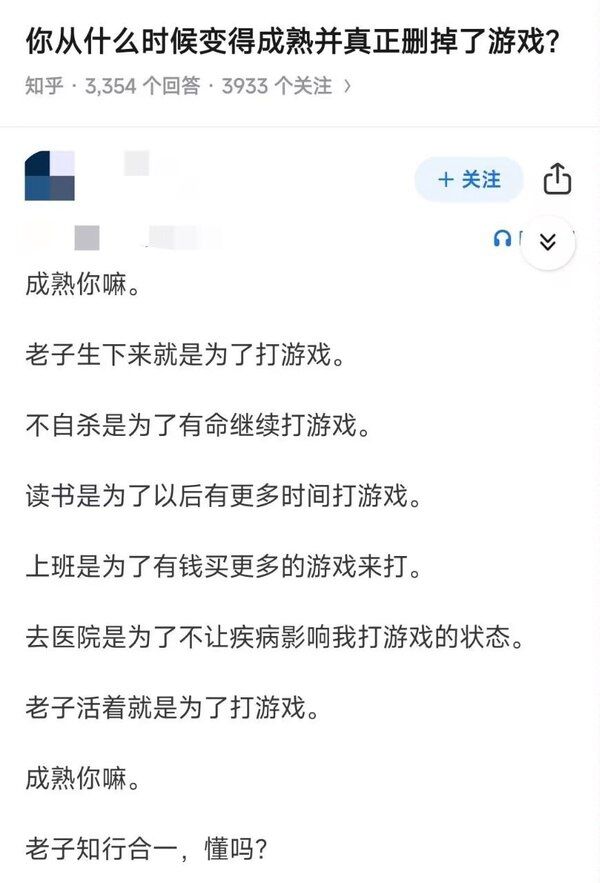 你从什么时候变得成熟并真正删掉了游戏?
知乎 · 3,354 个回答 · 3933 个关注 >
+ 关注
成熟你嘛。
老子生下来就是为了打游戏。
不自杀是为了有命继续打游戏。
读书是为了以后有更多时间打游戏。
上班是为了有钱买更多的游戏来打。
去医院是为了不让疾病影响我打游戏的状态。
老子活着就是为了打游戏。
成熟你嘛。
老子知行合一，懂吗?